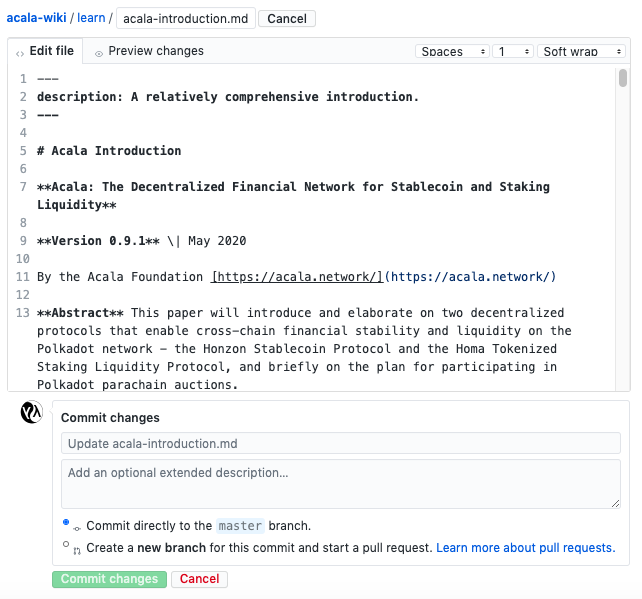 acala-wiki / learn / acala-introduction.md Cancel
Edit file Preview changes Spaces 1 Soft wrap
1 ---
2 description: A relatively comprehensive introduction.
3 ---
4
5 # Acala Introduction
6
7 **Acala: The Decentralized Financial Network for Stablecoin and Staking
Liquidity**
8
9 **Version 0.9.1** \| May 2020
10
11 By the Acala Foundation [https://acala.network/](https://acala.network/)
12
13 **Abstract** This paper will introduce and elaborate on two decentralized
protocols that enable cross-chain financial stability and liquidity on the
Polkadot network - the Honzon Stablecoin Protocol and the Homa Tokenized
Staking Liquidity Protocol, and briefly on the plan for participating in
Polkadot parachain auctions.
Commit changes
Update acala-introduction.md
Add an optional extended description...
Commit directly to the master branch.
Create a new branch for this commit and start a pull request. Learn more about pull requests.
Commit changes Cancel